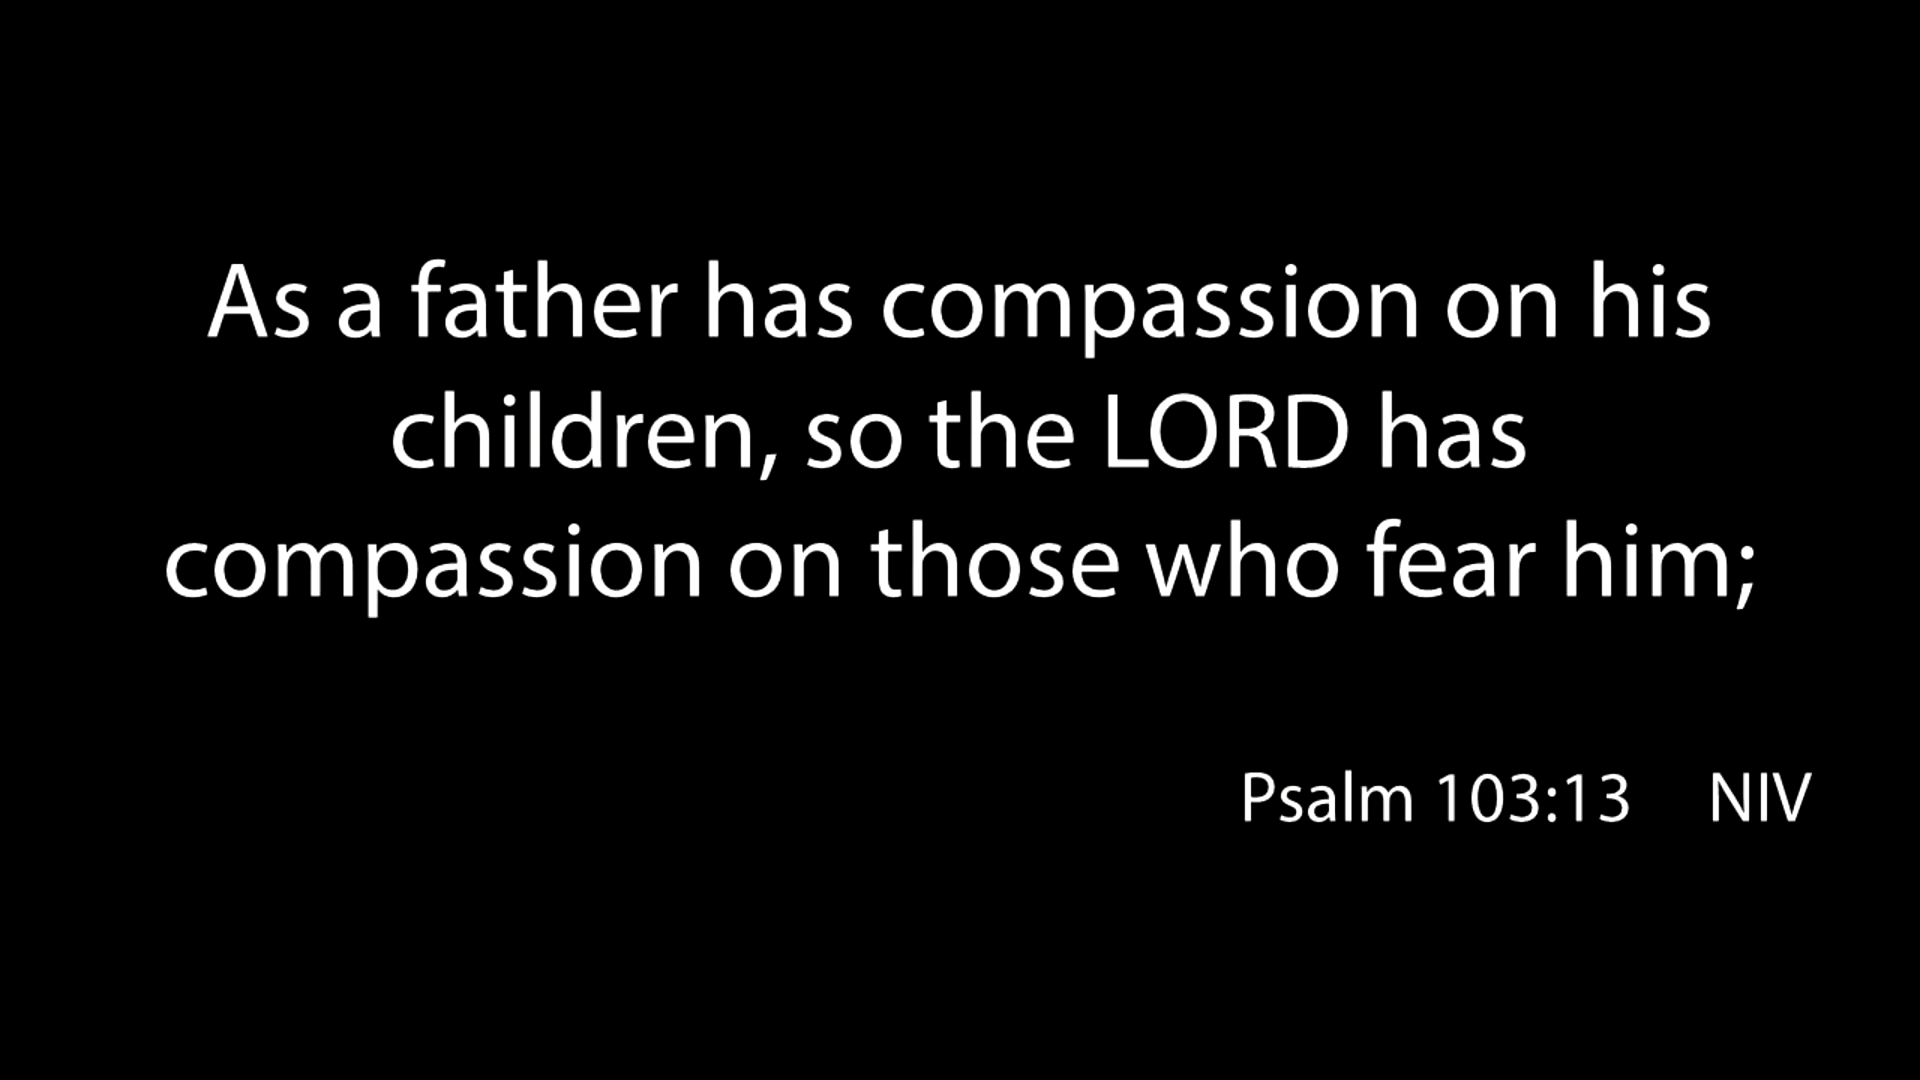 As a father has compassion on his
children, so the LORD has
compassion on those who fear him;
Psalm 103:13 NIV